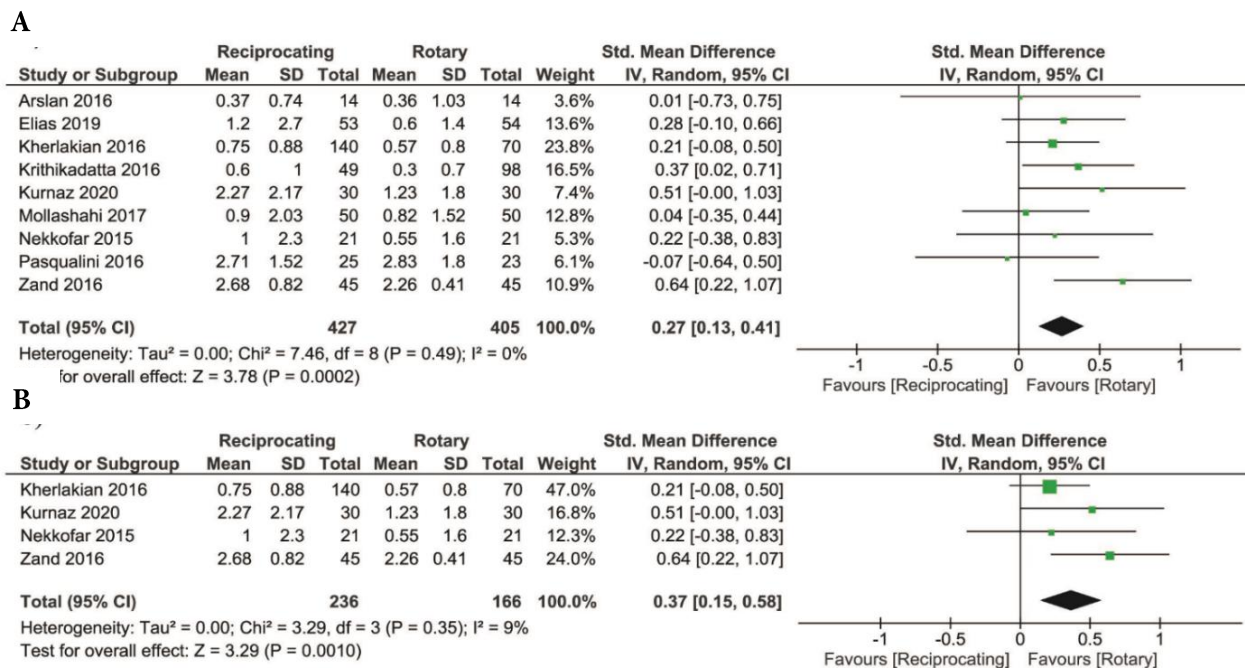 A
Reciprocating Rotary Std. Mean Difference Std. Mean Difference
Study or Subgroup Mean SD Total Mean SD Total Weight IV, Random, 95% CI IV, Random, 95% CI
Arslan 2016 0.37 0.74 14 0.36 1.03 14 3.6% 0.01 [-0.73, 0.75]
Elias 2019 1.2 2.7 53 0.6 1.4 54 13.6% 0.28 [-0.10, 0.66]
Kherlakian 2016 0.75 0.88 140 0.57 0.8 70 23.8% 0.21 [-0.08, 0.50]
Krithikadatta 2016 0.6 1 49 0.3 0.7 98 16.5% 0.37 [0.02, 0.71]
Kurnaz 2020 2.27 2.17 30 1.23 1.8 30 7.4% 0.51 [-0.00, 1.03]
Mollashahi 2017 0.9 2.03 50 0.82 1.52 50 12.8% 0.04 [-0.35, 0.44]
Nekkofar 2015 1 2.3 21 0.55 1.6 21 5.3% 0.22 [-0.38, 0.83]
Pasqualini 2016 2.71 1.52 25 2.83 1.8 23 6.1% -0.07 [-0.64, 0.50]
Zand 2016 2.68 0.82 45 2.26 0.41 45 10.9% 0.64 [0.22, 1.07]
Total (95% CI) 427 405 100.0% 0.27 [0.13, 0.41]
Heterogeneity: Tau² = 0.00; Chi² = 7.46, df = 8 (P = 0.49); I² = 0%
for overall effect: Z = 3.78 (P = 0.0002)
-1 -0.5 0 0.5 1
Favours [Reciprocating] Favours [Rotary]
B
Reciprocating Rotary Std. Mean Difference Std. Mean Difference
Study or Subgroup Mean SD Total Mean SD Total Weight IV, Random, 95% CI IV, Random, 95% CI
Kherlakian 2016 0.75 0.88 140 0.57 0.8 70 47.0% 0.21 [-0.08, 0.50]
Kurnaz 2020 2.27 2.17 30 1.23 1.8 30 16.8% 0.51 [-0.00, 1.03]
Nekkofar 2015 1 2.3 21 0.55 1.6 21 12.3% 0.22 [-0.38, 0.83]
Zand 2016 2.68 0.82 45 2.26 0.41 45 24.0% 0.64 [0.22, 1.07]
Total (95% CI) 236 166 100.0% 0.37 [0.15, 0.58]
Heterogeneity: Tau² = 0.00; Chi² = 3.29, df = 3 (P = 0.35); I² = 9%
Test for overall effect: Z = 3.29 (P = 0.0010)
-1 -0.5 0 0.5 1
Favours [Reciprocating] Favours [Rotary]